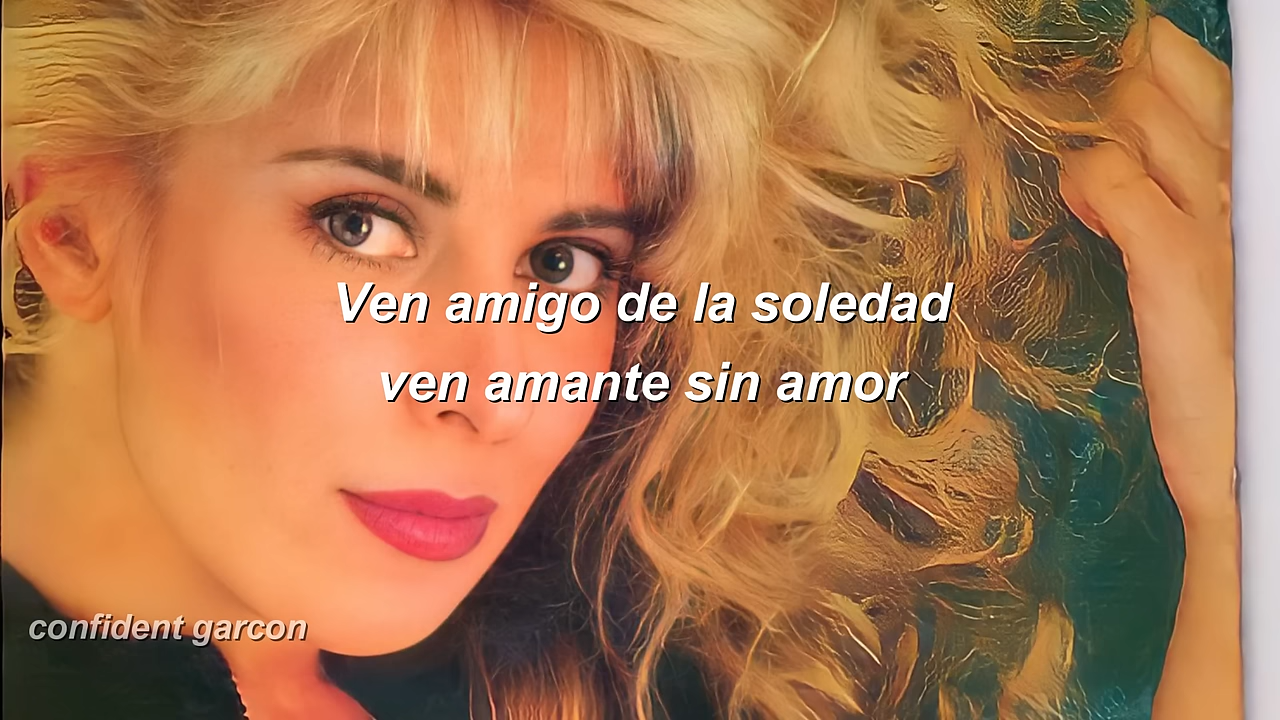 Ven amigo de la soledad
ven amante sin amor
confident garcon